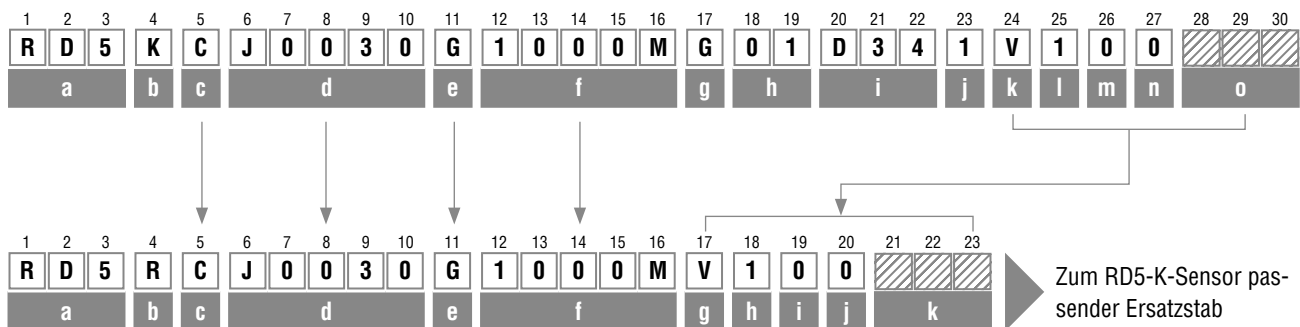 1 2 3 4 5 6 7 8 9 10 11 12 13 14 15 16 17 18 19 20 21 22 23 24 25 26 27 28 29 30
R D 5 K C J 0 0 3 0 G 1 0 0 0 M G 0 1 D 3 4 1 V 1 0 0
a b c d e f g h i j k l m n o
1 2 3 4 5 6 7 8 9 10 11 12 13 14 15 16 17 18 19 20 21 22 23
R D 5 R C J 0 0 3 0 G 1 0 0 0 M V 1 0 0
a b c d e f g h i j k
Zum RD5-K-Sensor pas-
sender Ersatzstab